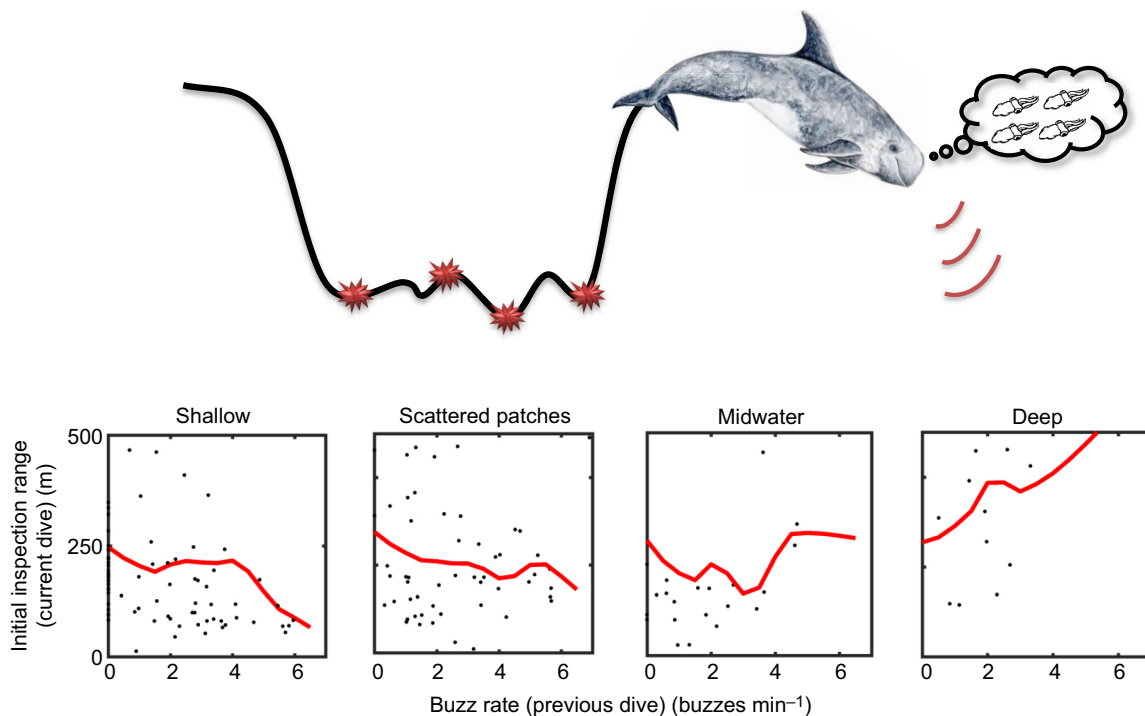 Shallow
Scattered patches
Midwater
Deep
Initial inspection range
(current dive) (m)
500
250
0
0 2 4 6
0 2 4 6
0 2 4 6
0 2 4 6
Buzz rate (previous dive) (buzzes min⁻¹)